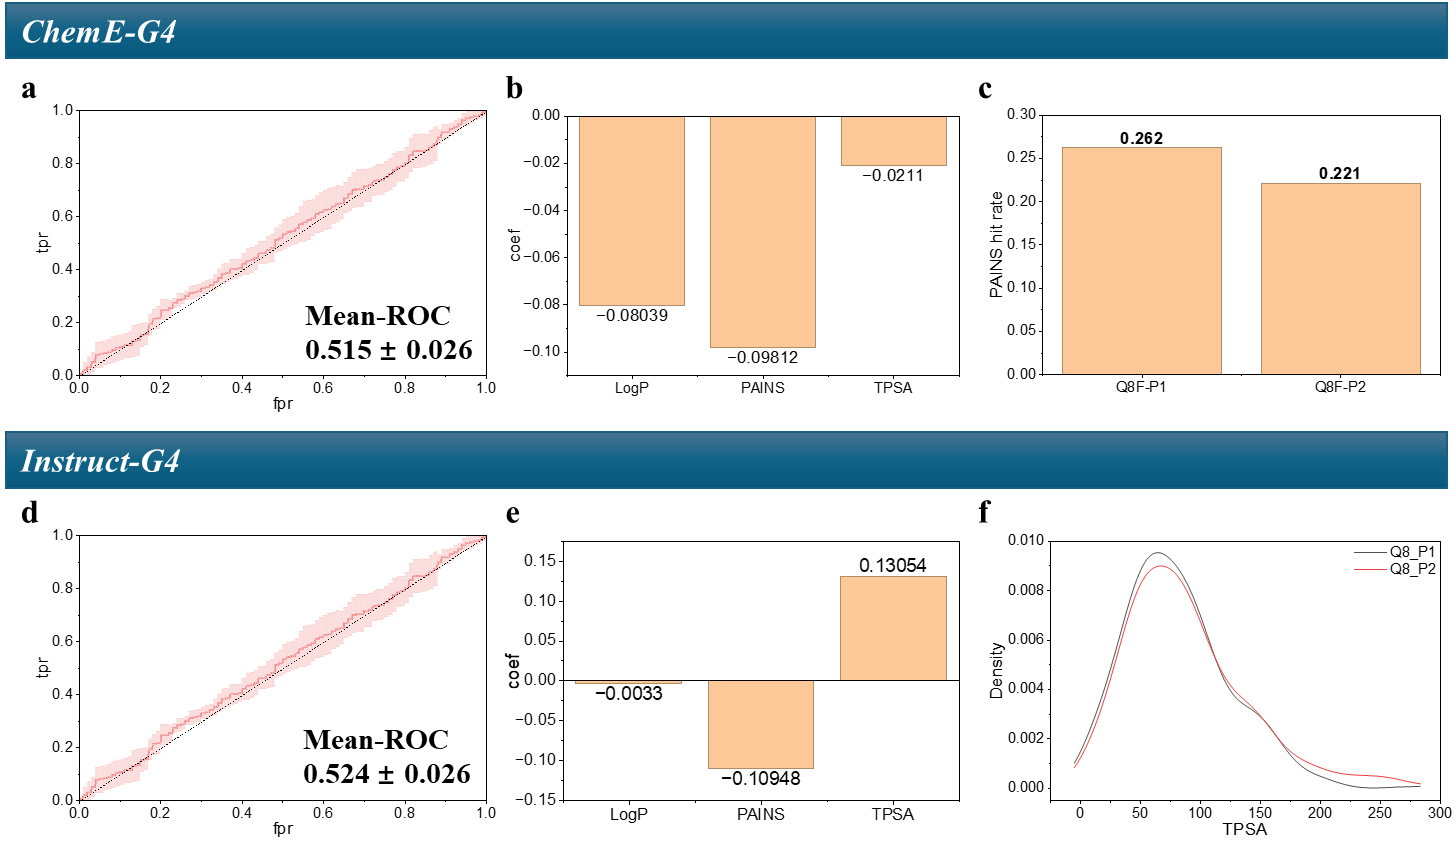 ChemE-G4
a
1.0
0.8
0.6
0.4
0.2
0.0
tpr
0.0 0.2 0.4 0.6 0.8 1.0
fpr
Mean-ROC
0.515 ± 0.026
b
0.00
−0.02
−0.04
−0.06
−0.08
−0.10
coef
−0.08039
−0.09812
−0.0211
LogP PAINS TPSA
c
0.30
0.25
0.20
0.15
0.10
0.05
0.00
PAINS hit rate
0.262
0.221
Q8F-P1 Q8F-P2
Instruct-G4
d
1.0
0.8
0.6
0.4
0.2
0.0
tpr
0.0 0.2 0.4 0.6 0.8 1.0
fpr
Mean-ROC
0.524 ± 0.026
e
0.15
0.10
0.05
0.00
−0.05
−0.10
−0.15
coef
−0.0033
−0.10948
0.13054
LogP PAINS TPSA
f
0.010
0.008
0.006
0.004
0.002
0.000
Density
Q8_P1
Q8_P2
0 50 100 150 200 250 300
TPSA